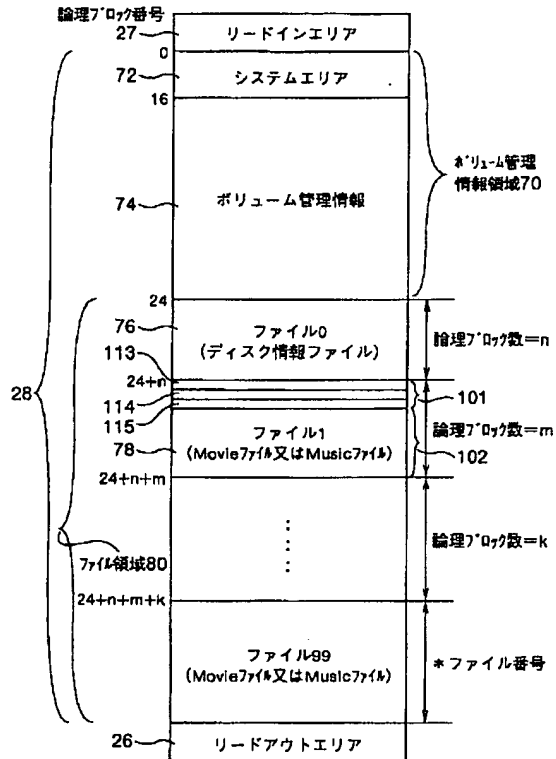 論理ブロック番号
27
リードインエリア
0
72
システムエリア
16
ボリューム管理
情報領域70
74
ボリューム管理情報
24
76
ファイル0
(ディスク情報ファイル)
論理ブロック数=n
113
24+n
114
101
115
28
ファイル1
論理ブロック数=m
78
(Movieファイル又はMusicファイル)
102
24+n+m
論理ブロック数=k
ファイル領域80
24+n+m+k
ファイル99
(Movieファイル又はMusicファイル)
*ファイル番号
26
リードアウトエリア